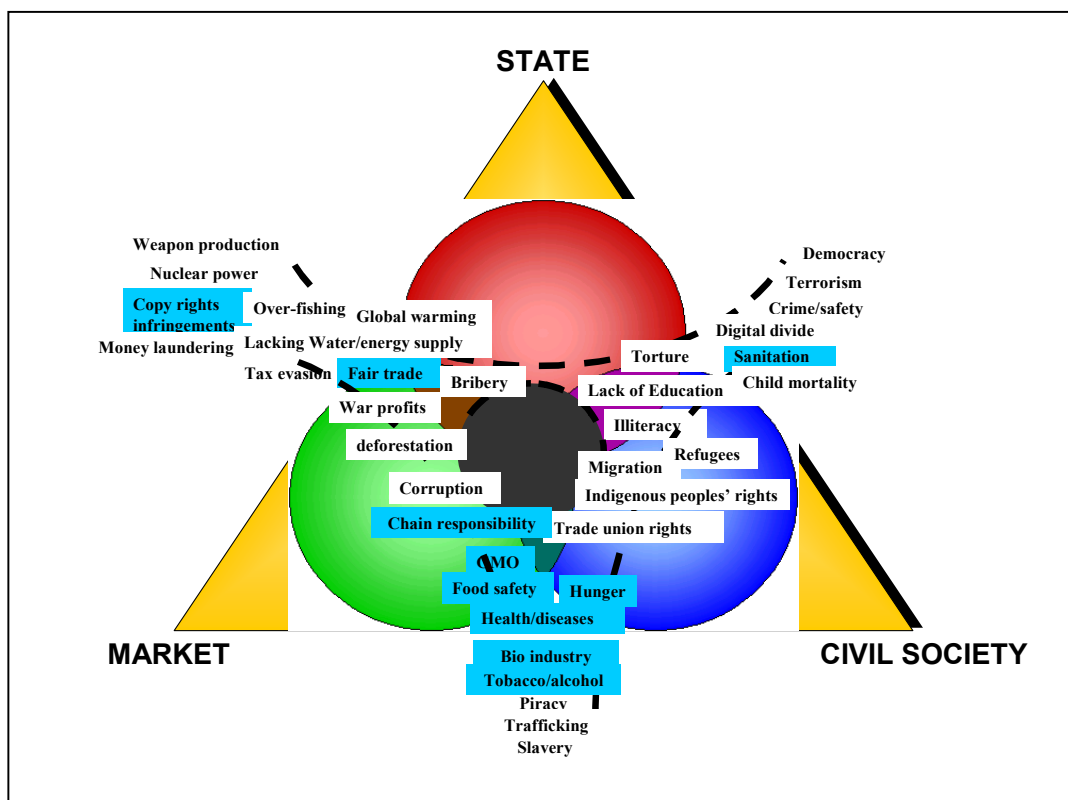 STATE
Weapon production
Democracy
Nuclear power
Terrorism
Copy rights
infringements
Over-fishing
Crime/safety
Global warming
Digital divide
Money laundering
Lacking Water/energy supply
Torture
Sanitation
Tax evasion
Fair trade
Bribery
Lack of Education
Child mortality
War profits
Illiteracy
deforestation
Refugees
Migration
Corruption
Indigenous peoples' rights
Chain responsibility
Trade union rights
GMO
Food safety
Hunger
Health/diseases
MARKET
CIVIL SOCIETY
Bio industry
Tobacco/alcohol
Piracy
Trafficking
Slavery